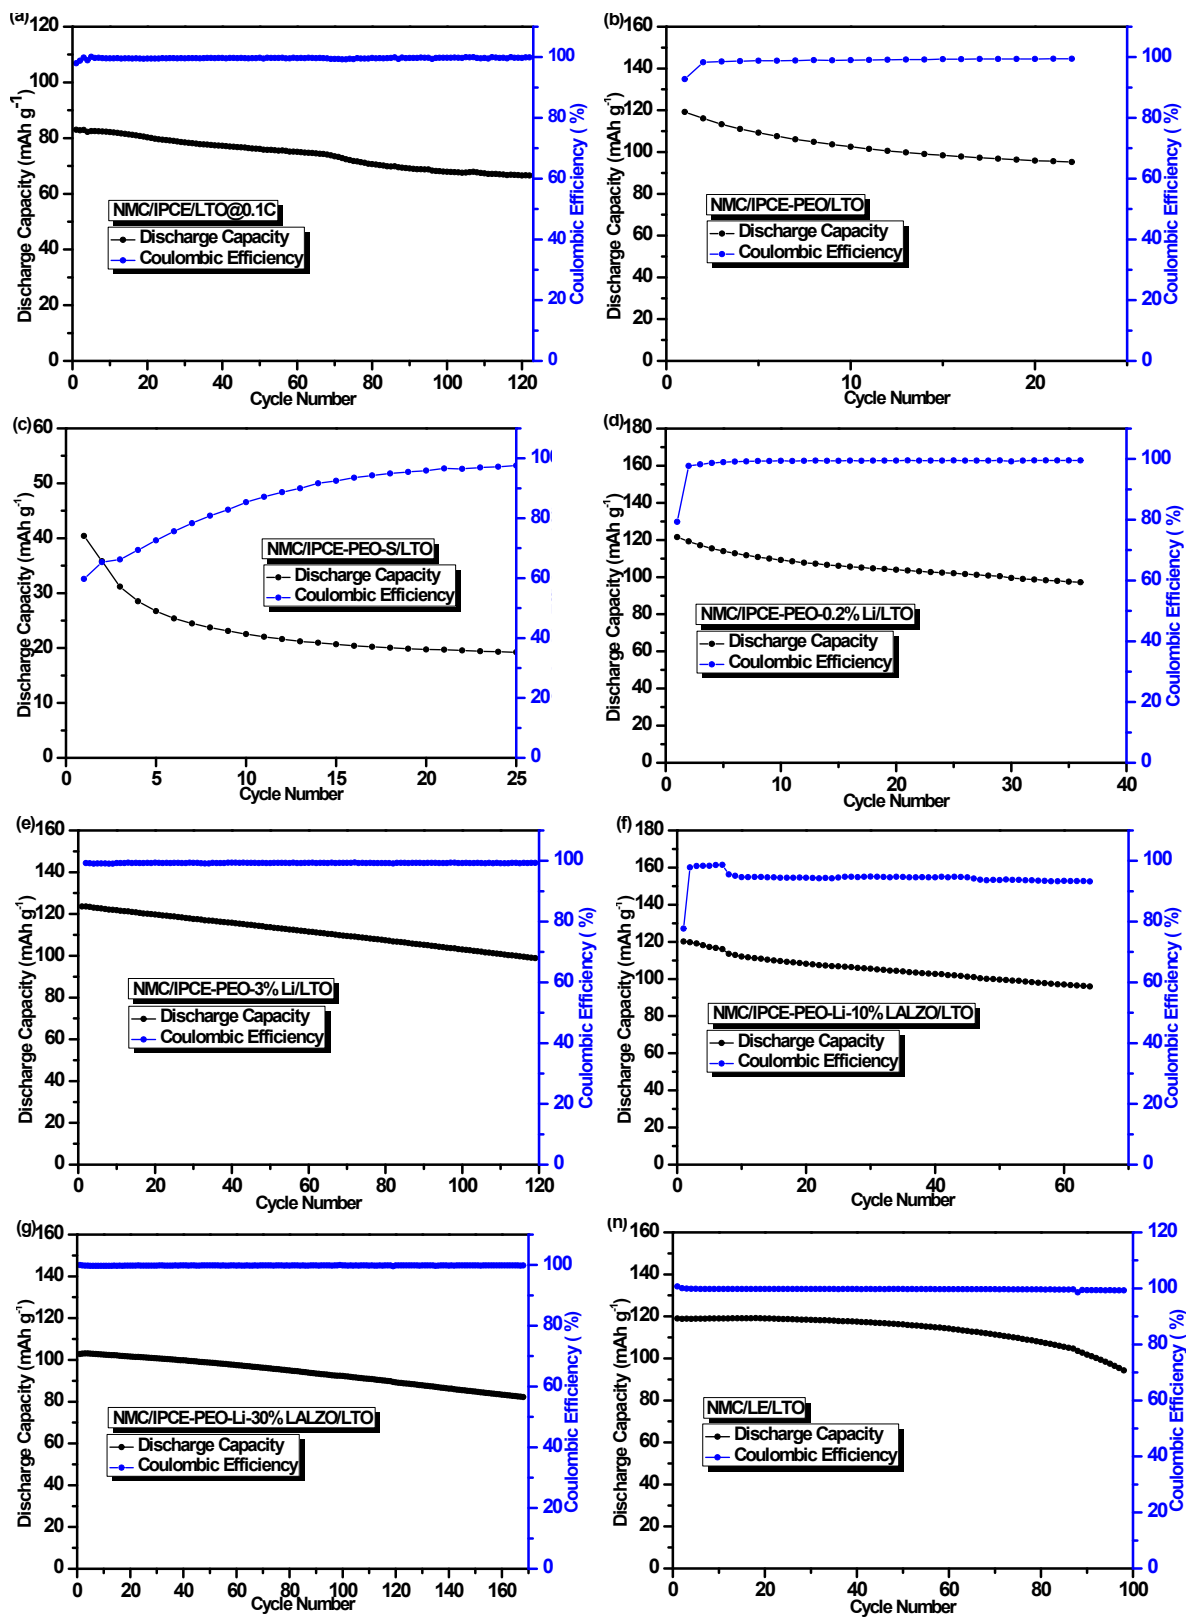 (a)
120
100
80
60
40
20
0
Discharge Capacity (mAh g-1)
0 20 40 60 80 100 120
Cycle Number
100
80
60
40
20
0
Coulombic Efficiency ( %)
NMC/IPCE/LTO@0.1C
Discharge Capacity
Coulombic Efficiency
(b)
160
140
120
100
80
60
40
20
0
Discharge Capacity (mAh g-1)
0 10 20
Cycle Number
100
80
60
40
20
0
Coulombic Efficiency ( %)
NMC/IPCE-PEO/LTO
Discharge Capacity
Coulombic Efficiency
(c)
60
50
40
30
20
10
0
Discharge Capacity (mAh g-1)
0 5 10 15 20 25
Cycle Number
100
80
60
40
20
0
NMC/IPCE-PEO-S/LTO
Discharge Capacity
Coulombic Efficiency
(d)
180
160
140
120
100
80
60
40
20
0
Discharge Capacity (mAh g-1)
0 10 20 30 40
Cycle Number
100
80
60
40
20
0
Coulombic Efficiency ( %)
NMC/IPCE-PEO-0.2% Li/LTO
Discharge Capacity
Coulombic Efficiency
(e)
160
140
120
100
80
60
40
20
0
Discharge Capacity (mAh g-1)
0 20 40 60 80 100 120
Cycle Number
100
80
60
40
20
0
Coulombic Efficiency ( %)
NMC/IPCE-PEO-3% Li/LTO
Discharge Capacity
Coulombic Efficiency
(f)
180
160
140
120
100
80
60
40
20
0
Discharge Capacity (mAh g-1)
0 20 40 60
Cycle Number
100
80
60
40
20
0
Coulombic Efficiency ( %)
NMC/IPCE-PEO-Li-10% LALZO/LTO
Discharge Capacity
Coulombic Efficiency
(g)
160
140
120
100
80
60
40
20
0
Discharge Capacity (mAh g-1)
0 20 40 60 80 100 120 140 160
Cycle Number
100
80
60
40
20
0
Coulombic Efficiency ( %)
NMC/IPCE-PEO-Li-30% LALZO/LTO
Discharge Capacity
Coulombic Efficiency
(h)
160
140
120
100
80
60
40
20
0
Discharge Capacity (mAh g-1)
0 20 40 60 80 100
Cycle Number
120
100
80
60
40
20
0
Coulombic Efficiency ( %)
NMC/LE/LTO
Discharge Capacity
Coulombic Efficiency